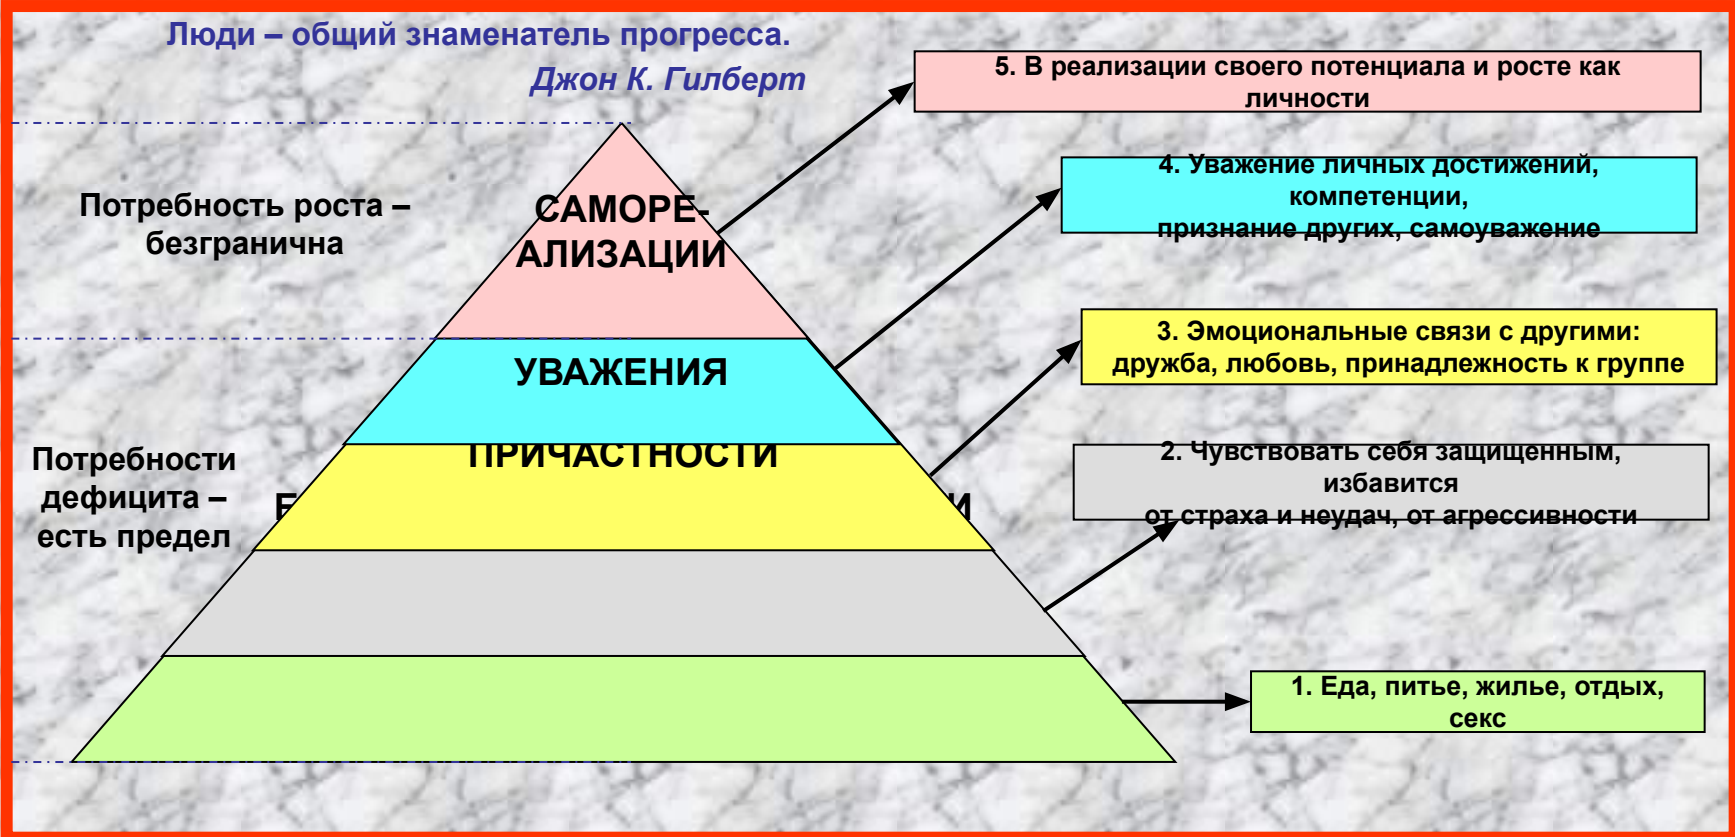 Люди – общий знаменатель прогресса.
Джон К. Гилберт
5. В реализации своего потенциала и росте как
личности
4. Уважение личных достижений,
компетенции,
признание других, самоуважение
Потребность роста –
безгранична
САМОРЕ-
АЛИЗАЦИИ
3. Эмоциональные связи с другими:
дружба, любовь, принадлежность к группе
УВАЖЕНИЯ
ПРИЧАСТНОСТИ
Потребности
дефицита –
есть предел
2. Чувствовать себя защищенным,
избавится
от страха и неудач, от агрессивности
1. Еда, питье, жилье, отдых,
секс